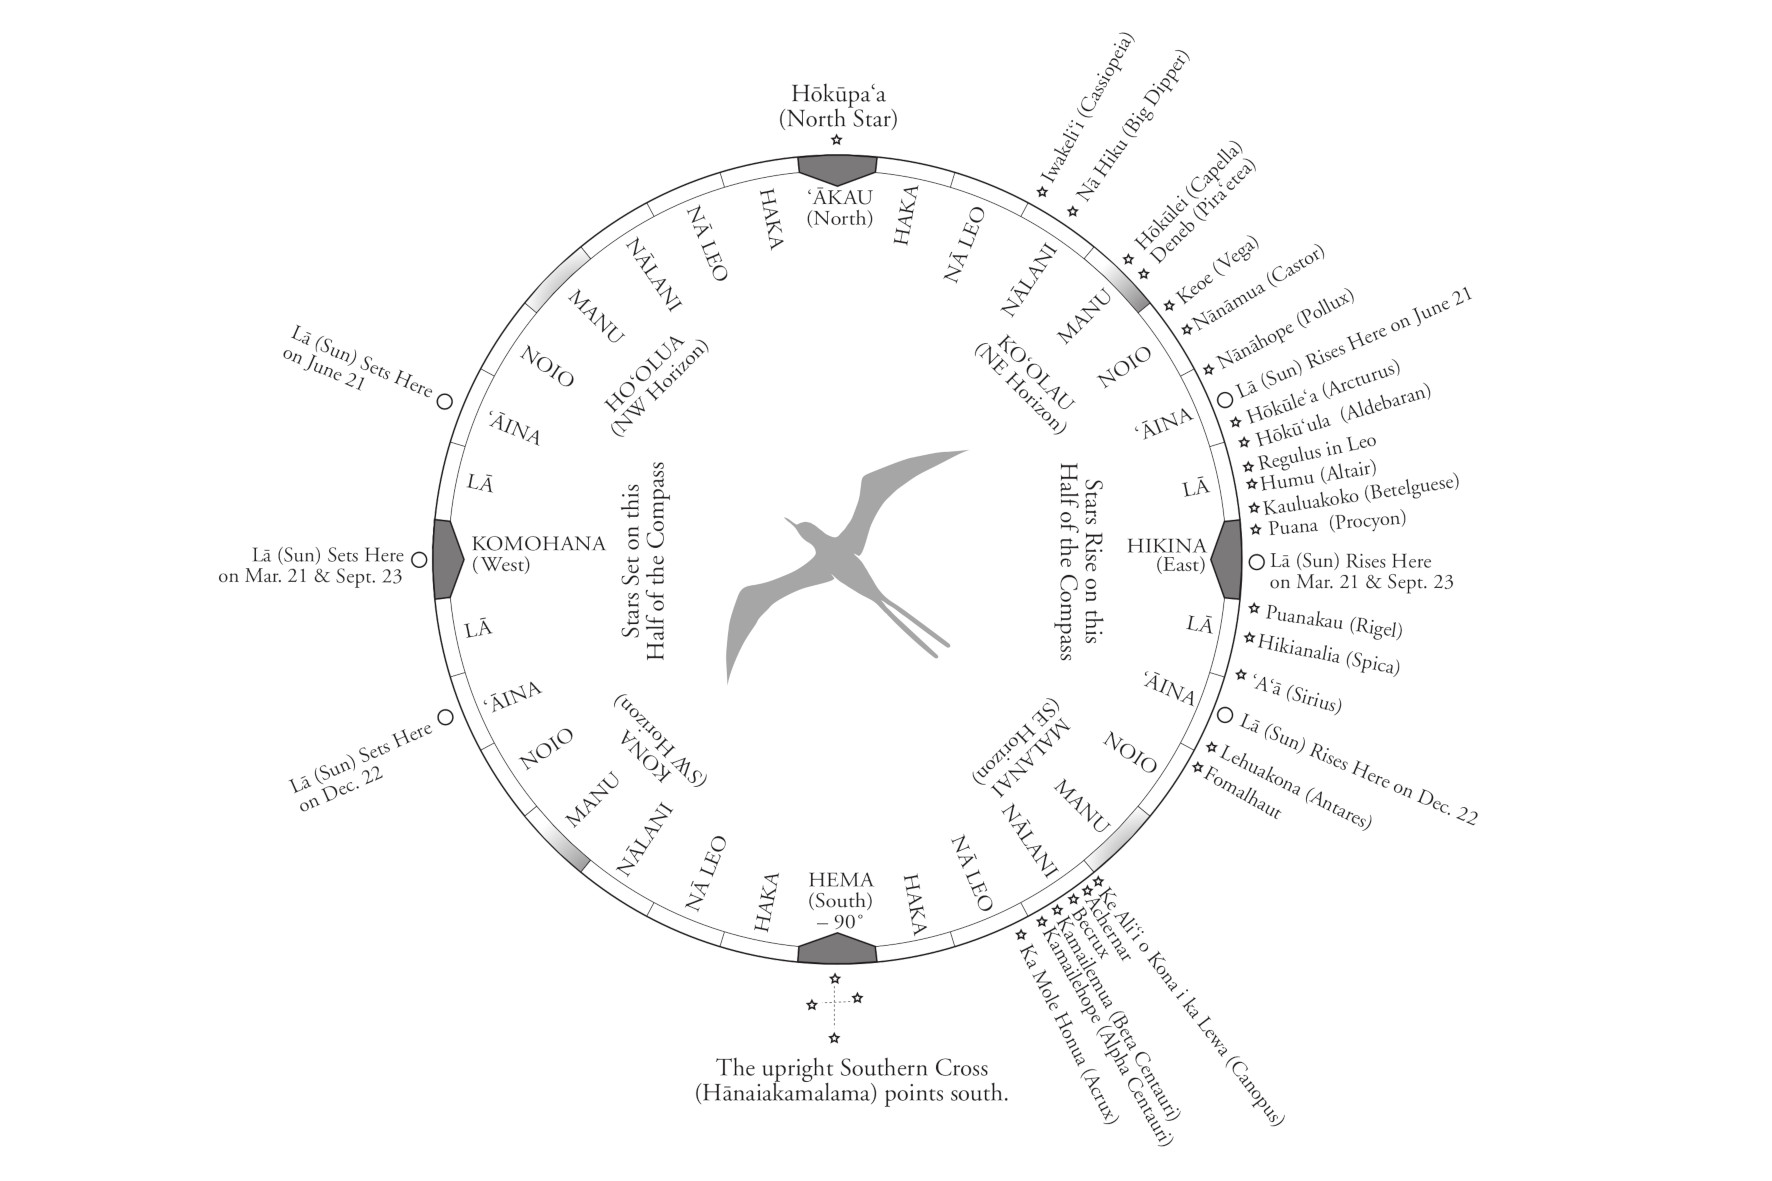 Hōkūpaʻa
(North Star)
Iwakeliʻi (Cassiopeia)
Nā Hiku (Big Dipper)
Hōkūlei (Capella)
Deneb (Piraʻetea)
Keoe (Vega)
Nānāmua (Castor)
Nānāhope (Pollux)
Lā (Sun) Rises Here on June 21
Hōkūleʻa (Arcturus)
Hōkūʻula (Aldebaran)
Regulus in Leo
Humu (Altair)
Kauluakoko (Betelguese)
Puana (Procyon)
Lā (Sun) Rises Here
on Mar. 21 & Sept. 23
Puanakau (Rigel)
Hikianalia (Spica)
ʻAʻā (Sirius)
Lā (Sun) Rises Here on Dec. 22
Lehuakona (Antares)
Fomalhaut
Ke Aliʻi o Kona i ka Lewa (Canopus)
Achernar
Becrux
Kamailemua (Beta Centauri)
Kamailehope (Alpha Centauri)
Ka Mole Honua (Acrux)
The upright Southern Cross
(Hānaiakamalama) points south.
Lā (Sun) Sets Here
on Dec. 22
Lā (Sun) Sets Here
on Mar. 21 & Sept. 23
Lā (Sun) Sets Here
on June 21
ʻĀKAU
(North)
HAKA
NĀ LEO
NĀLANI
MANU
NOIO
ʻĀINA
LĀ
HIKINA
(East)
LĀ
ʻĀINA
NOIO
MANU
NĀLANI
NĀ LEO
HAKA
HEMA
(South)
– 90°
HAKA
NĀ LEO
NĀLANI
MANU
NOIO
ʻĀINA
LĀ
KOMOHANA
(West)
LĀ
ʻĀINA
NOIO
MANU
NĀLANI
NĀ LEO
HAKA
HOʻOLUA
(NW Horizon)
KOʻOLAU
(NE Horizon)
Stars Set on this
Half of the Compass
Stars Rise on this
Half of the Compass
KONA
(SW Horizon)
MALANAI
(SE Horizon)